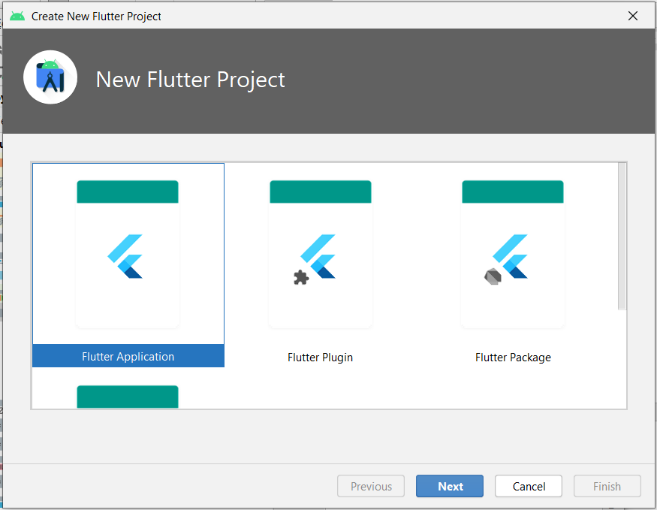 Create New Flutter Project
New Flutter Project
Flutter Application
Flutter Plugin
Flutter Package
Previous
Next
Cancel
Finish